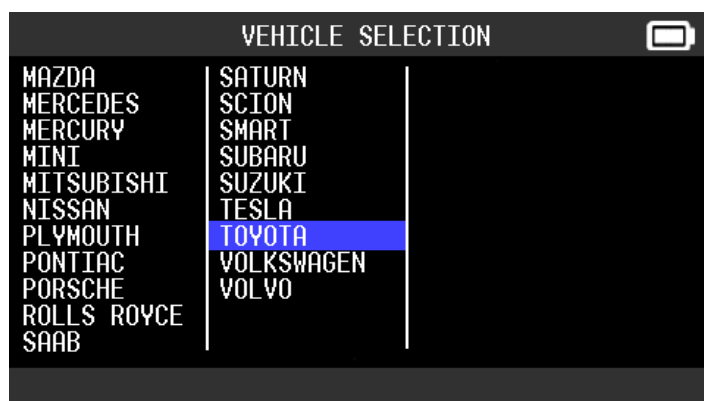 VEHICLE SELECTION
MAZDA
MERCEDES
MERCURY
MINI
MITSUBISHI
NISSAN
PLYMOUTH
PONTIAC
PORSCHE
ROLLS ROYCE
SAAB
SATURN
SCION
SMART
SUBARU
SUZUKI
TESLA
TOYOTA
VOLKSWAGEN
VOLVO